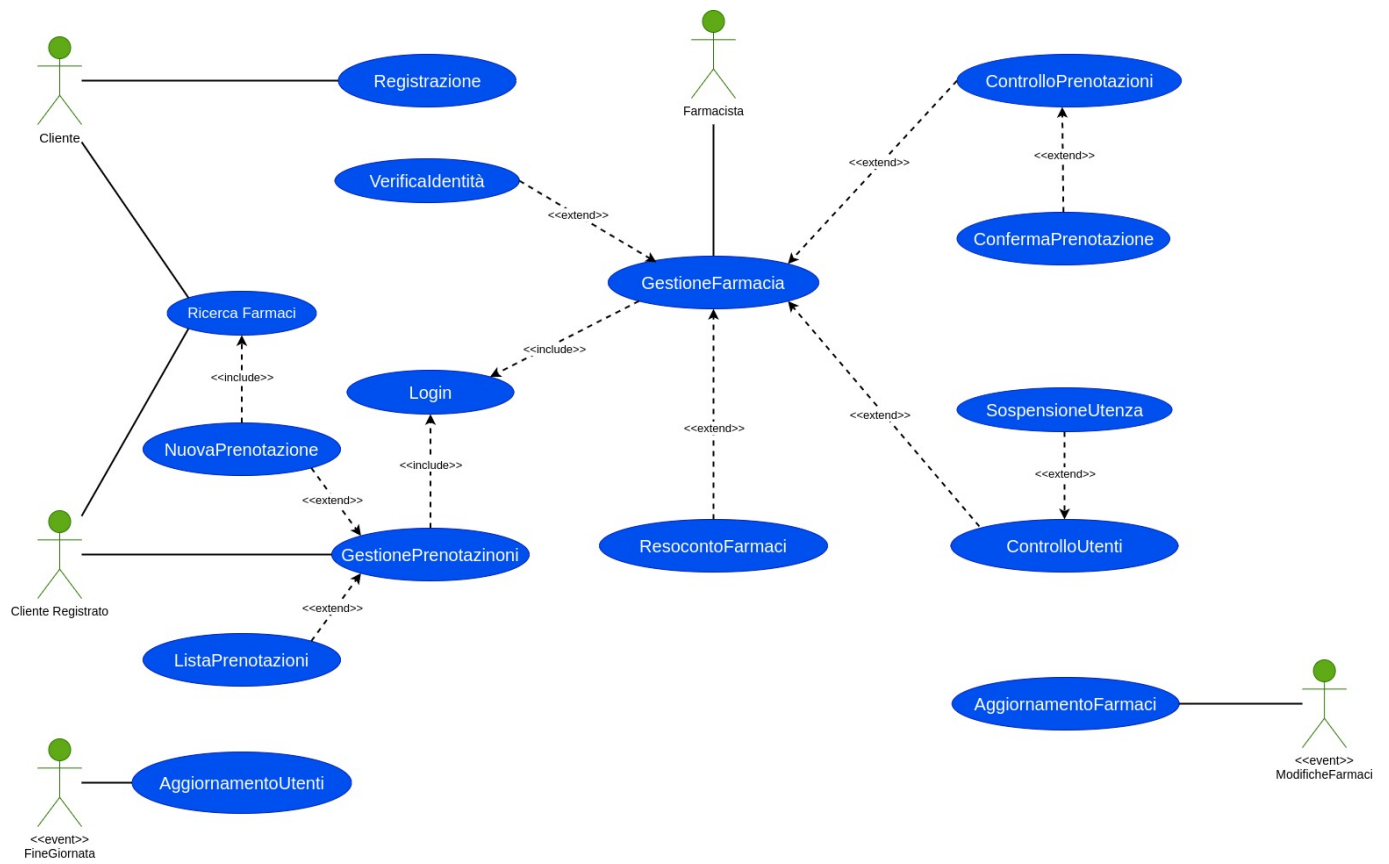 Cliente
Registrazione
Farmacista
ControlloPrenotazioni
<<extend>>
<<extend>>
VerificaIdentità
<<extend>>
ConfermaPrenotazione
GestioneFarmacia
Ricerca Farmaci
<<include>>
<<include>>
Login
<<extend>>
SospensioneUtenza
<<extend>>
NuovaPrenotazione
<<include>>
<<extend>>
<<extend>>
GestionePrenotazinoni
ResocontoFarmaci
ControlloUtenti
Cliente Registrato
<<extend>>
ListaPrenotazioni
AggiornamentoFarmaci
<<event>>
ModificheFarmaci
AggiornamentoUtenti
<<event>>
FineGiornata